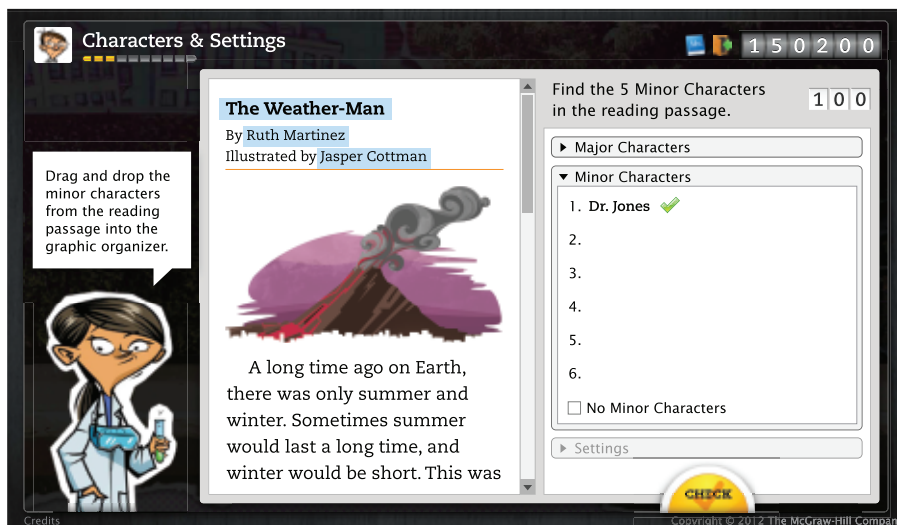 Characters & Settings
150200
Drag and drop the
minor characters
from the reading
passage into the
graphic organizer.
The Weather-Man
By Ruth Martinez
Illustrated by Jasper Cottman
A long time ago on Earth,
there was only summer and
winter. Sometimes summer
would last a long time, and
winter would be short. This was
Find the 5 Minor Characters
in the reading passage.
100
Major Characters
Minor Characters
1. Dr. Jones
2.
3.
4.
5.
6.
No Minor Characters
Settings
CHECK
Credits
Copyright © 2012 The McGraw-Hill Compan